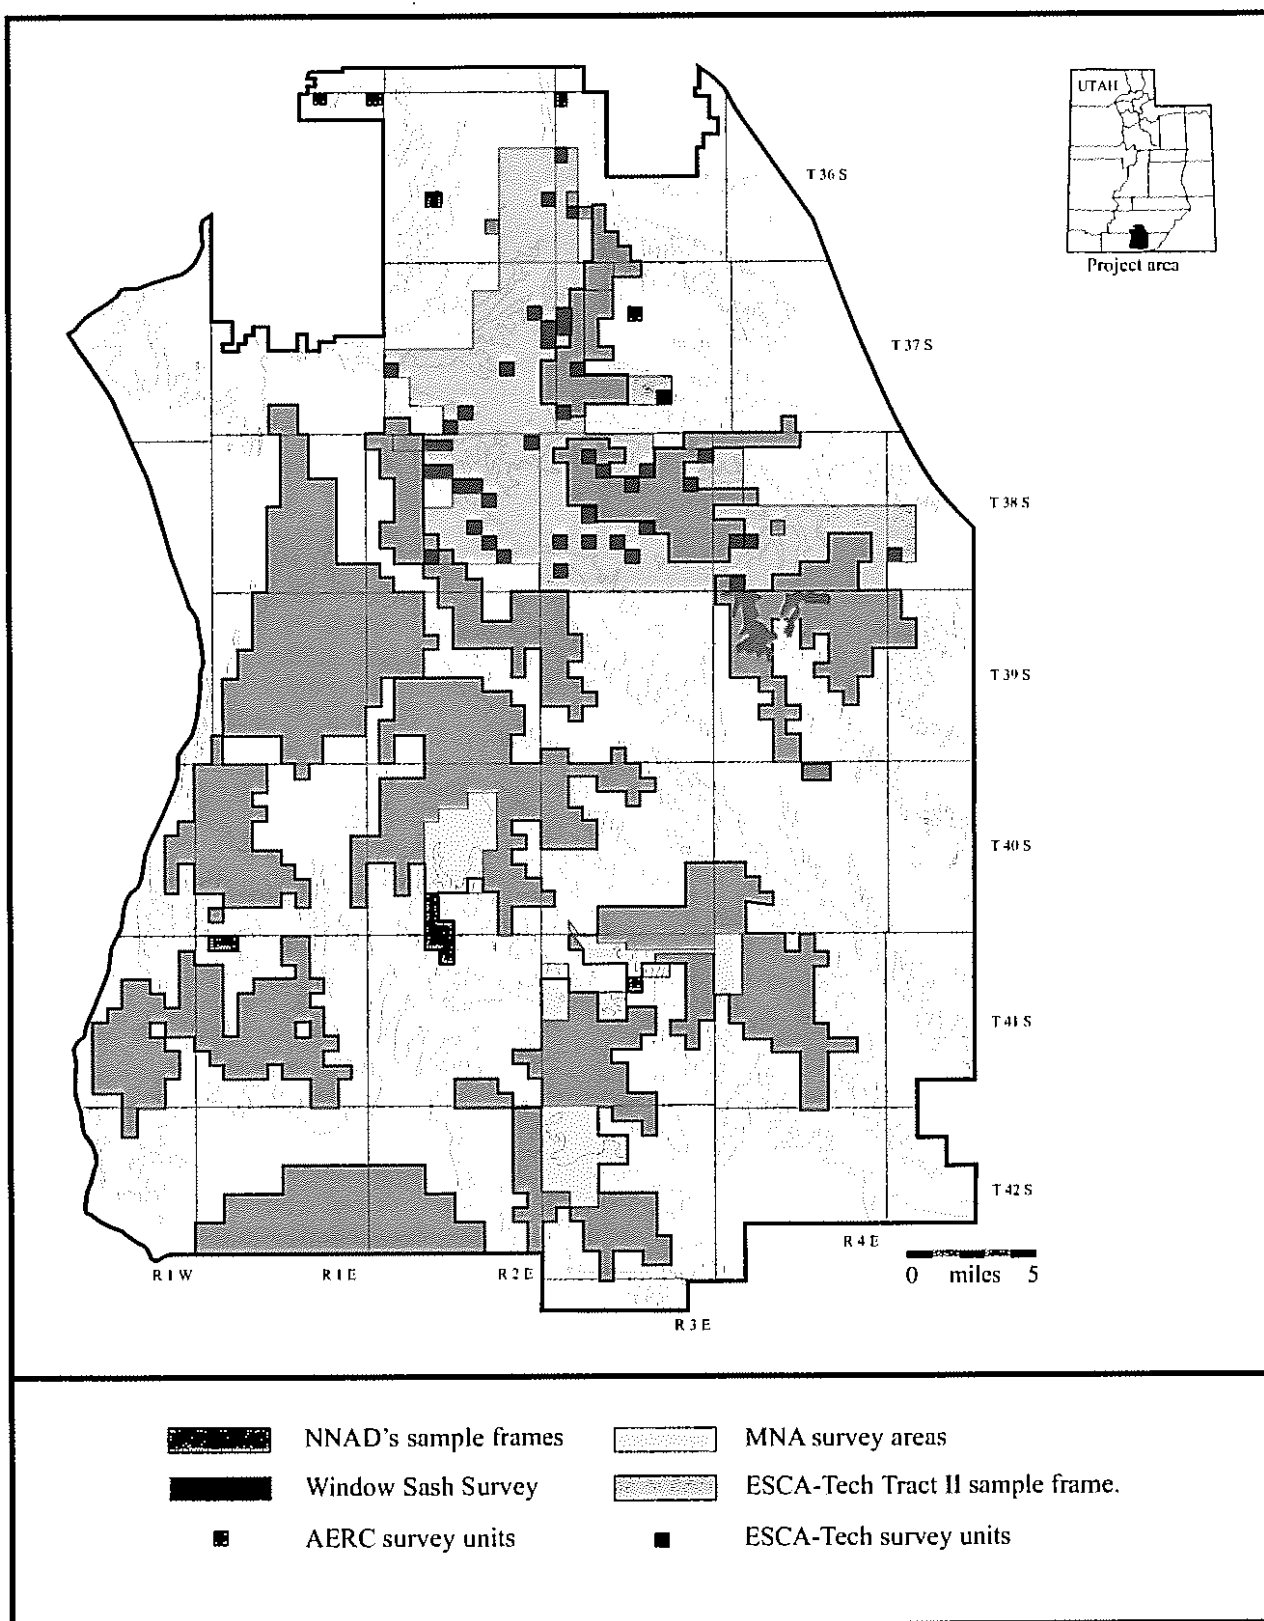 UTAH
Project area
T 36 S
T 37 S
T 38 S
T 39 S
T 40 S
T 41 S
T 42 S
R 4 E
R 1 W
R 1 E
R 2 E
R 3 E
0 miles 5
NNAD's sample frames
MNA survey areas
Window Sash Survey
ESCA-Tech Tract II sample frame.
AERC survey units
ESCA-Tech survey units